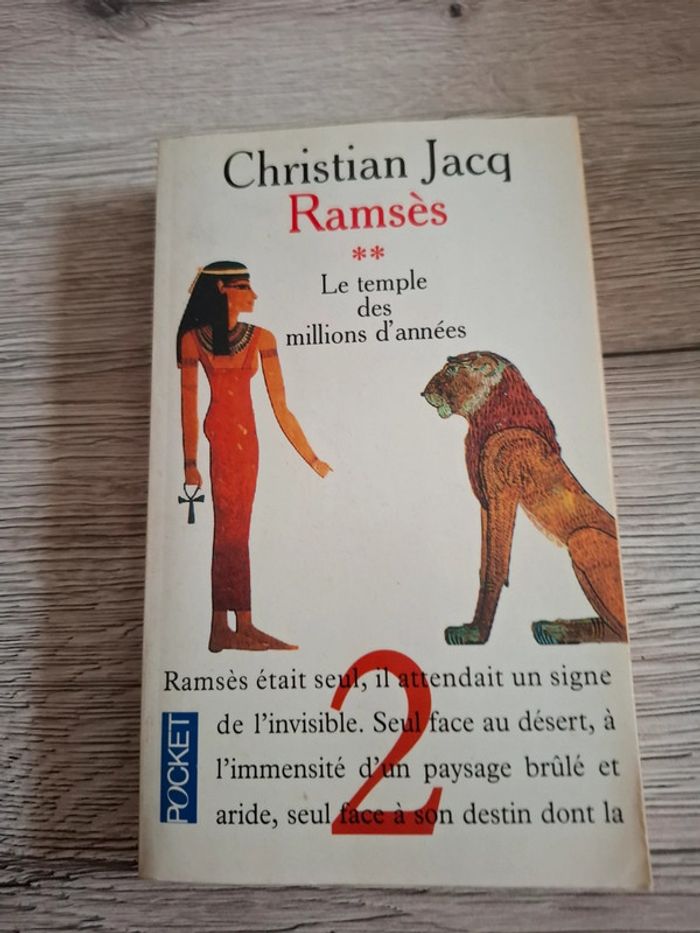 Christian Jacq
Ramsès
**
Le temple
des
millions d'années
2
Ramsès était seul, il attendait un signe
de l'invisible. Seul face au désert, à
l'immensité d'un paysage brûlé et
aride, seul face à son destin dont la
POCKET